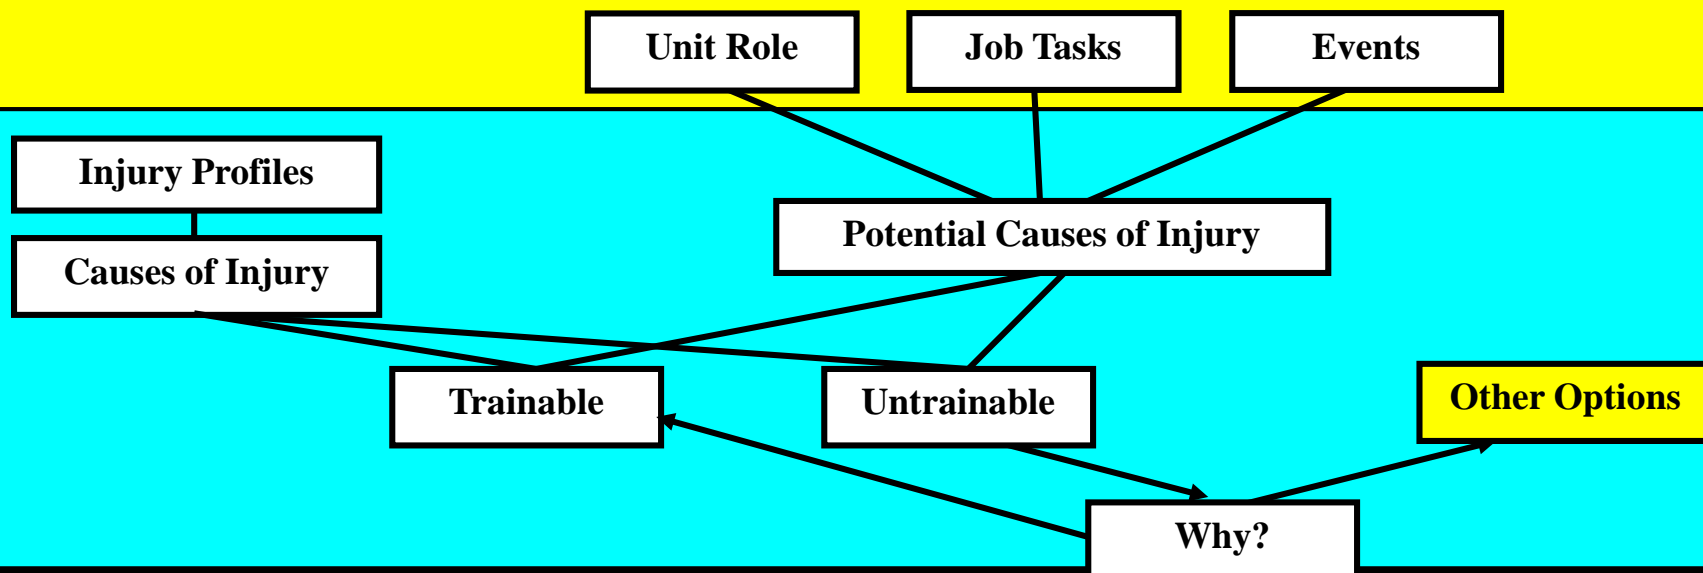 Unit Role
Job Tasks
Events
Injury Profiles
Potential Causes of Injury
Causes of Injury
Trainable
Untrainable
Other Options
Why?